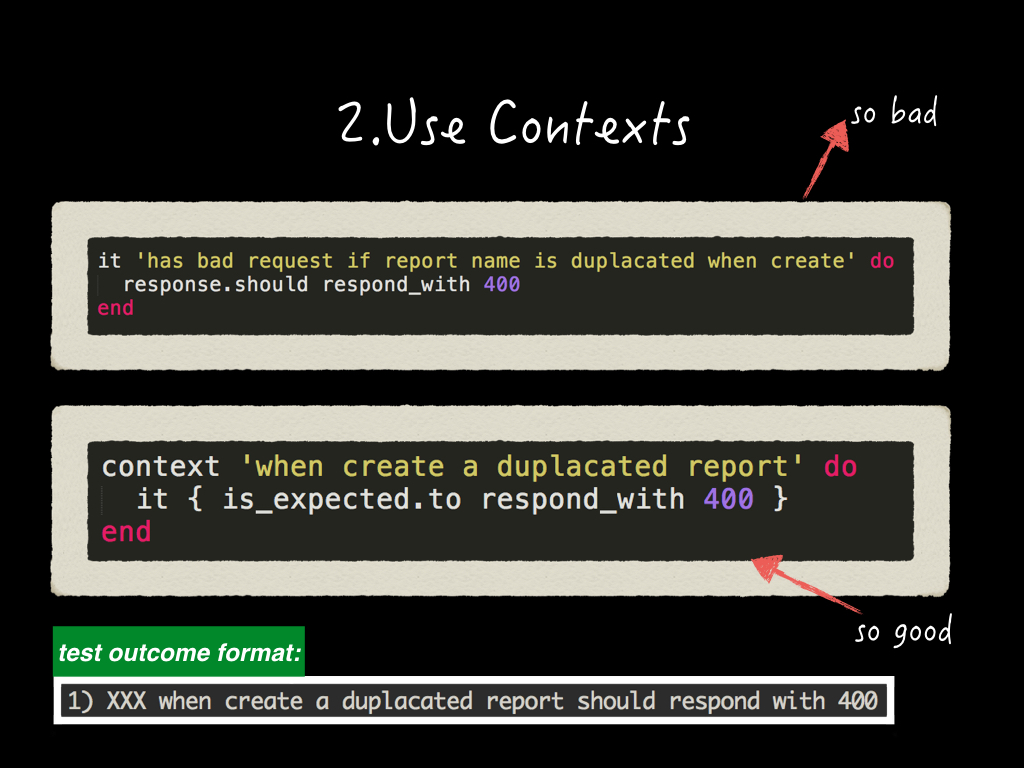 2.Use Contexts
so bad
it 'has bad request if report name is duplacated when create' do
response.should respond_with 400
end
context 'when create a duplacated report' do
it { is_expected.to respond_with 400 }
end
so good
test outcome format:
1) XXX when create a duplacated report should respond with 400